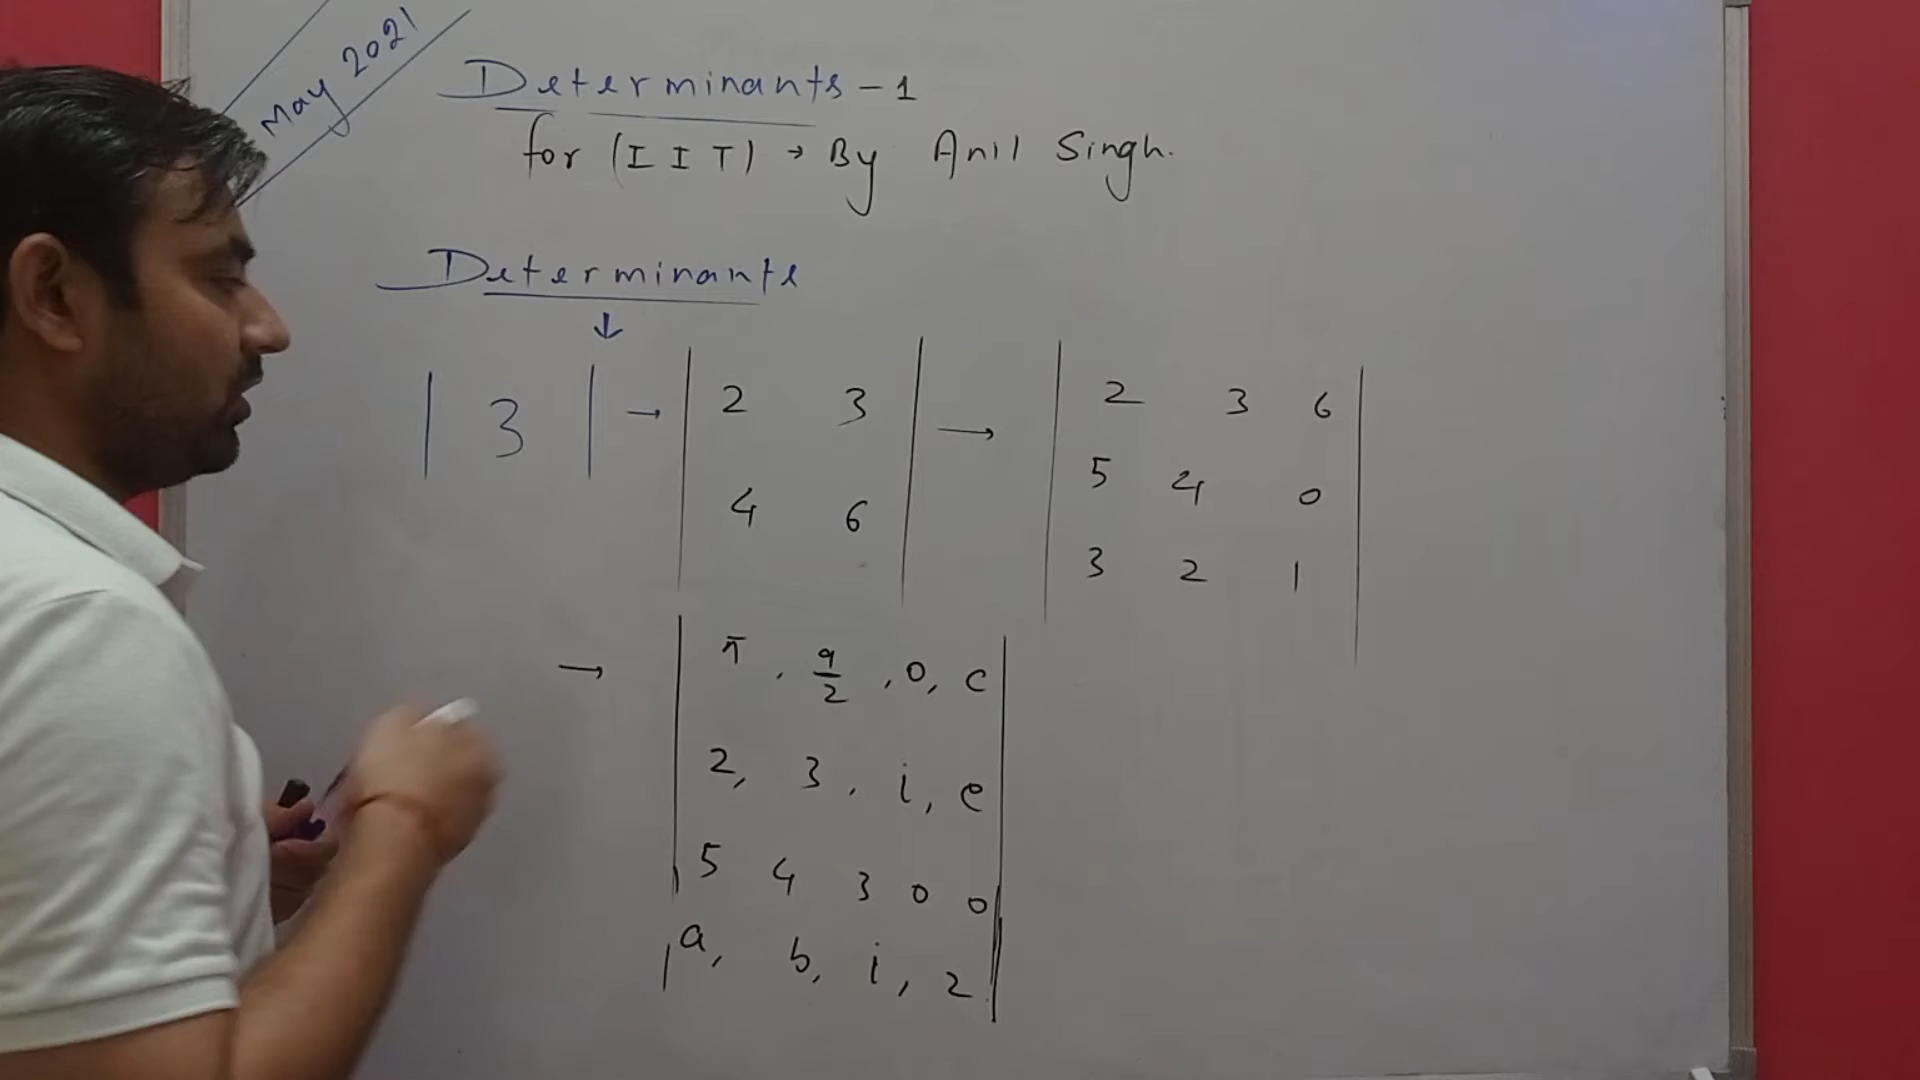 May 2021
Determinants - 1
for (IIT) → By Anil Singh.
Determinants
↓
| 3 | → | 2 3 | → | 2 3 6 |
| 4 6 | | 5 4 0 |
| 3 2 1 |
→ | π, 9/2, 0, c |
| 2, 3, i, e |
| 5 4 3 0 0 |
| a, b, i, 2 |